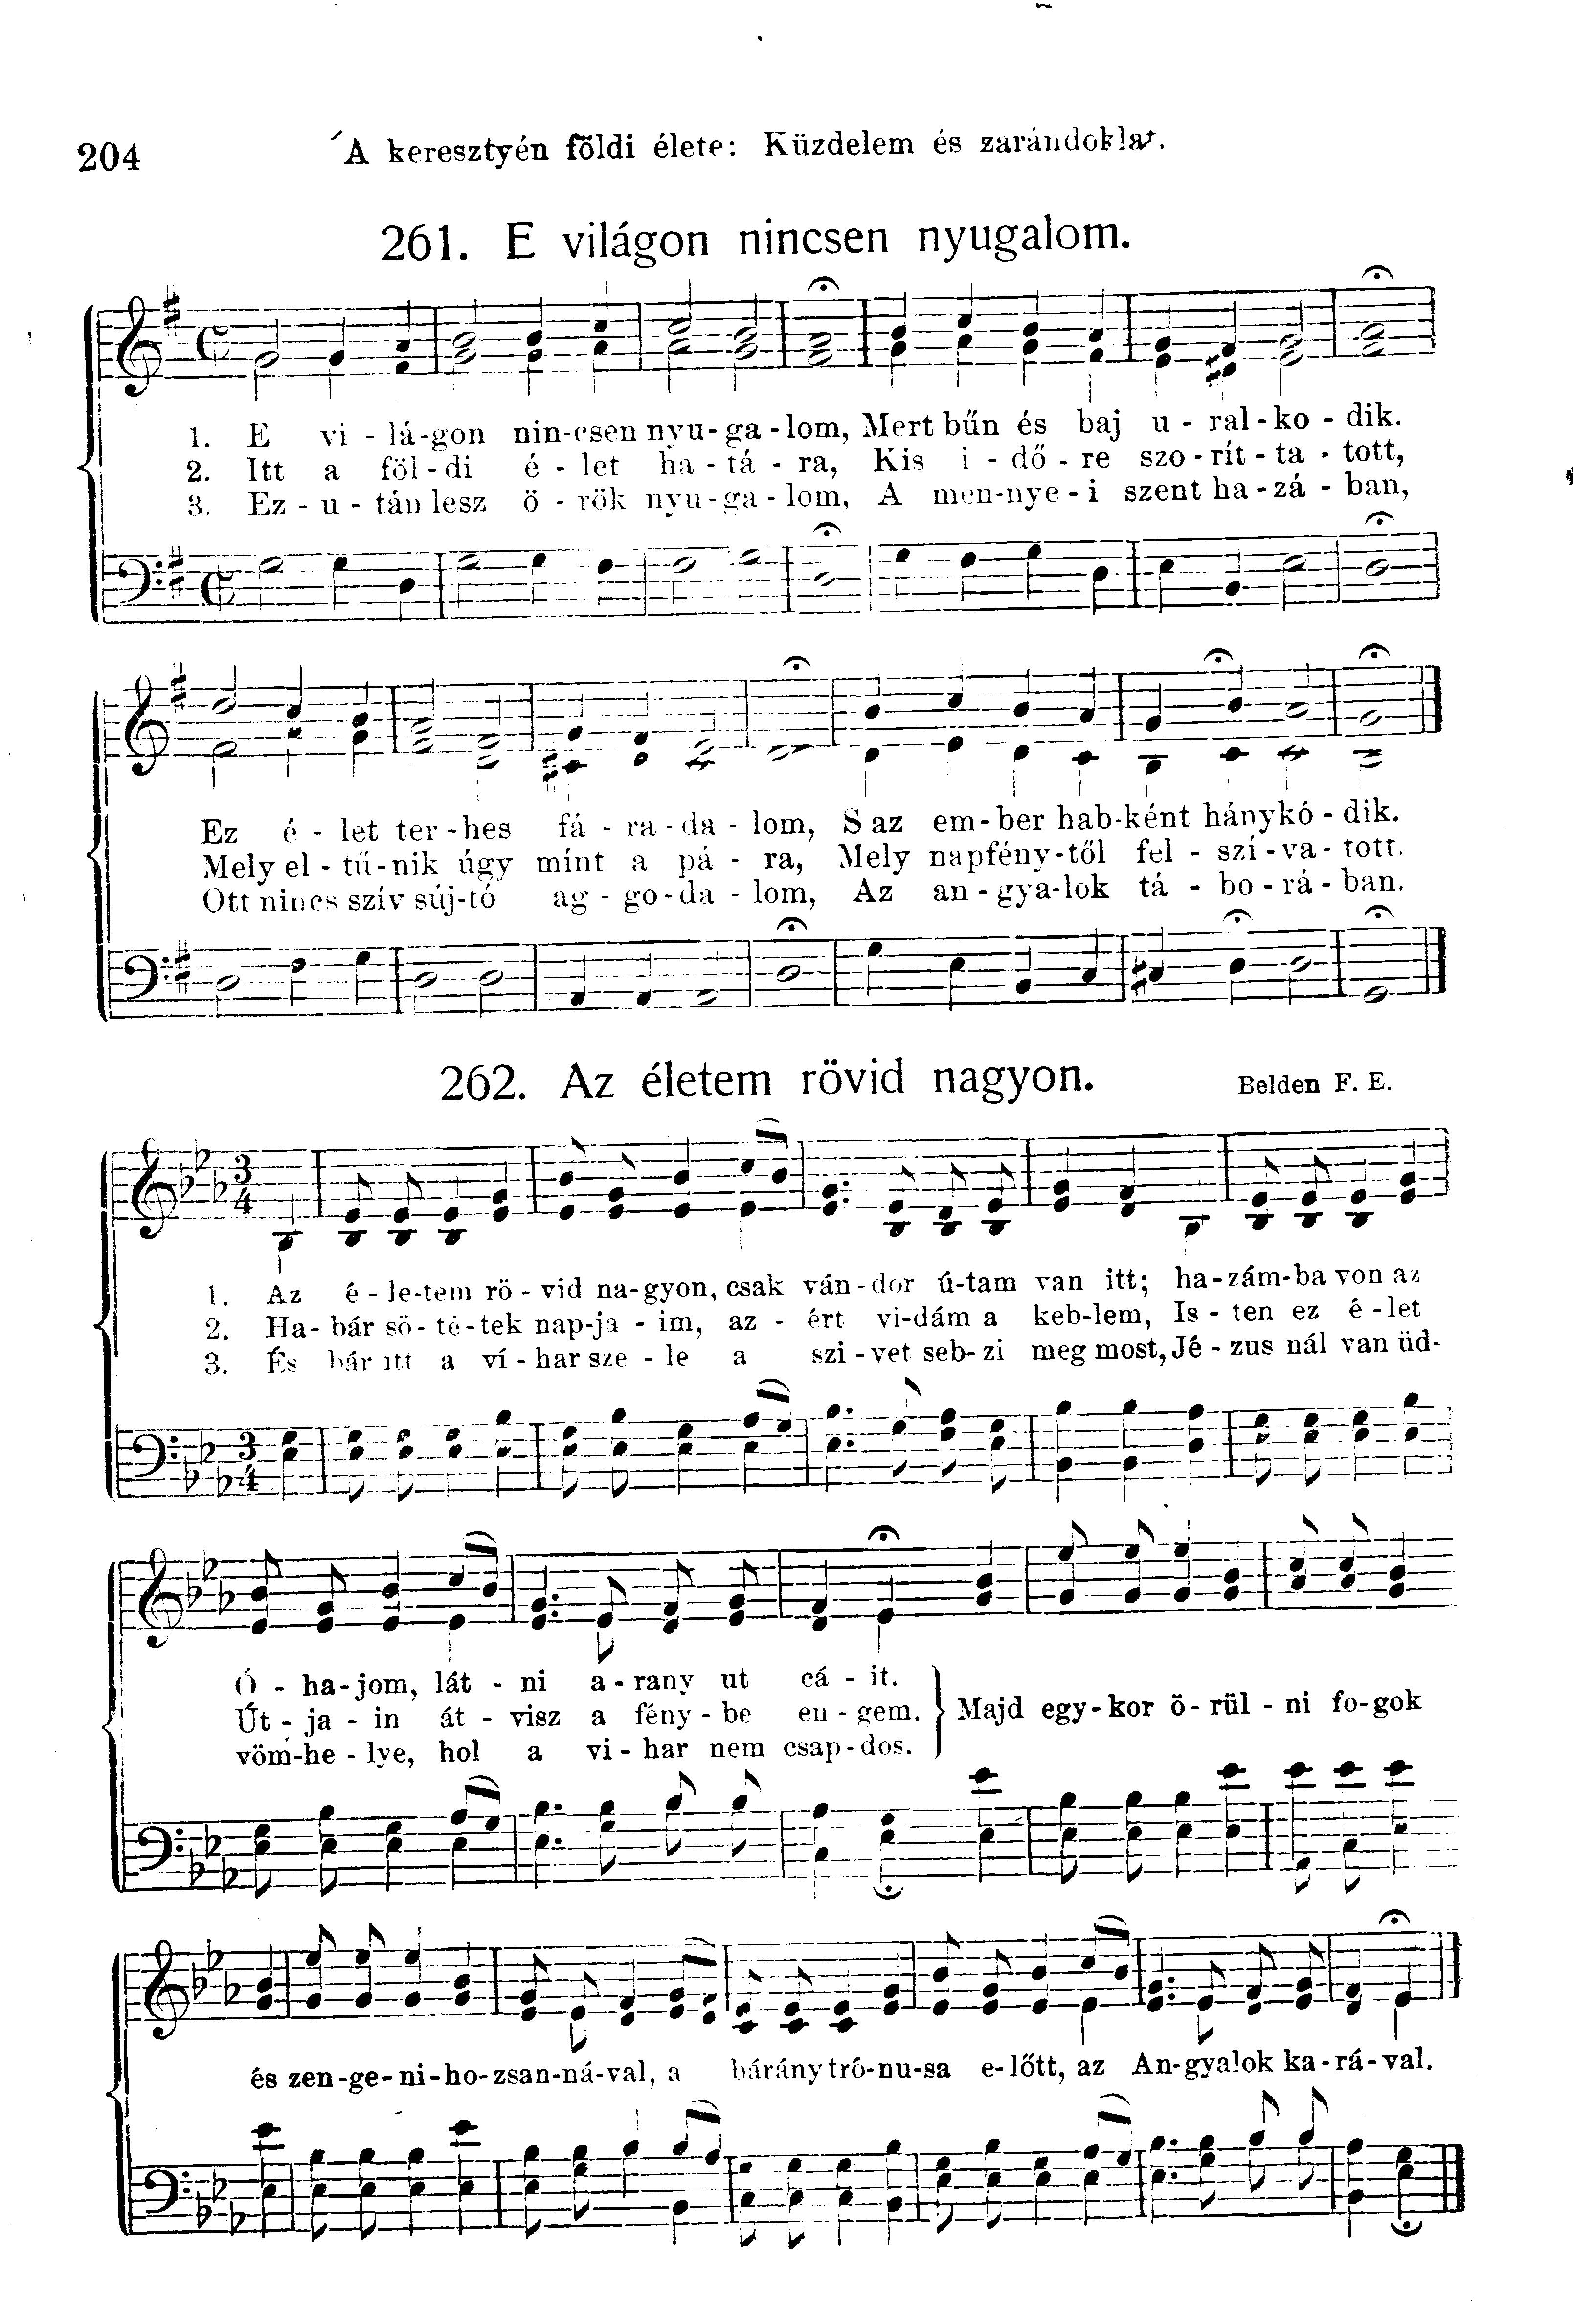 204
A keresztyén földi élete: Küzdelem és zarándoklat.
261. E világon nincsen nyugalom.
1. E vi - lá-gon nin-csen nyu-ga-lom, Mert bűn és baj u - ral-ko - dik.
2. Itt a föl-di é - let ha - tá - ra, Kis i - dő - re szo-rít-ta - tott,
3. Ez - u - tán lesz ö - rök nyu-ga-lom, A men-nye-i szent ha-zá - ban,
Ez é - let ter-hes fá - ra-da - lom, S az em-ber hab-ként hánykó - dik.
Mely el-tű-nik úgy mínt a pá - ra, Mely napfény-től fel - szí-va-tott.
Ott nincs szív súj-tó ag - go-da - lom, Az an-gya-lok tá - bo-rá-ban.
262. Az életem rövid nagyon.
Belden F. E.
3 4
1. Az é - le-tem rö - vid na-gyon, csak ván-dor ú-tam van itt; ha-zám-ba von az
2. Ha-bár sö-té-tek nap-ja - im, az - ért vi-dám a keb-lem, Is - ten ez é - let
3. És bár itt a ví-har sze - le a szi-vet seb-zi meg most, Jé - zus nál van üd-
3 4
Ó - ha-jom, lát - ni a-rany ut cá - it.
Út - ja - in át - visz a fény-be en - gem. } Majd egy-kor ö-rül - ni fo-gok
vöm-he - lye, hol a vi-har nem csap-dos.
és zen-ge-ni-ho-zsan-ná-val, a bárány tró-nu-sa e-lőtt, az An-gyalok ka-rá-val.